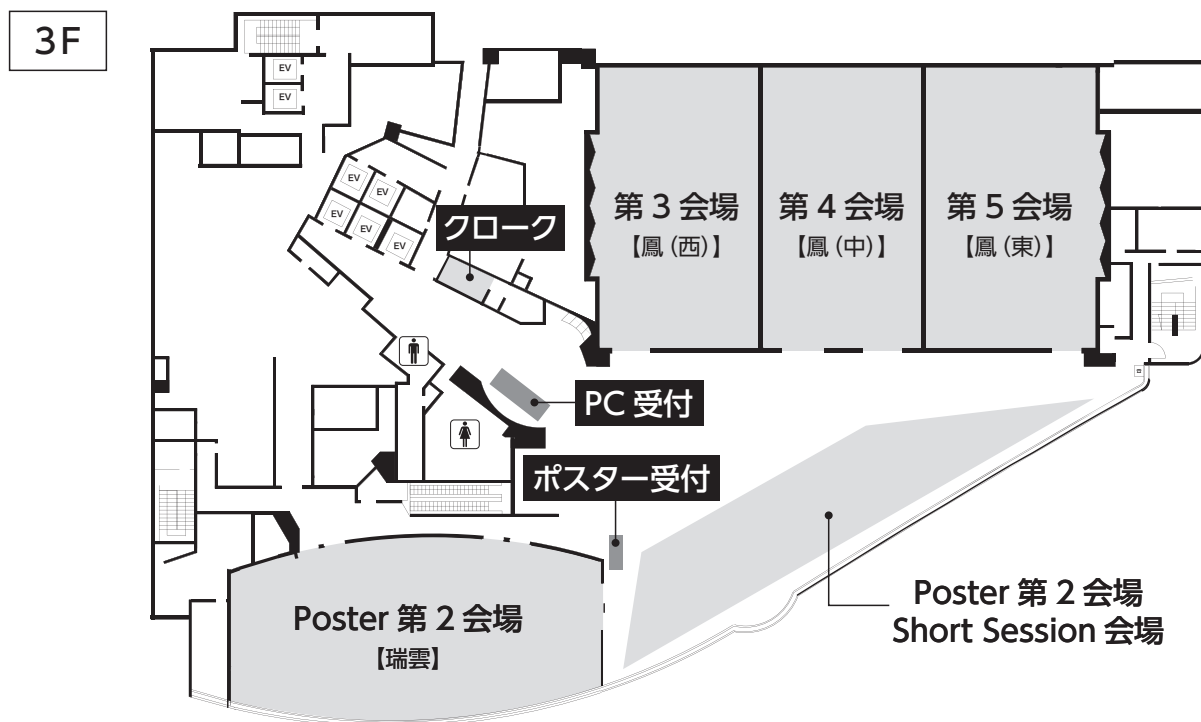 3F
EV
EV
EV
EV
EV
EV
EV
クローク
第 3 会場
【鳳 (西)】
第 4 会場
【鳳 (中)】
第 5 会場
【鳳 (東)】
PC 受付
ポスター受付
Poster 第 2 会場
【瑞雲】
Poster 第 2 会場
Short Session 会場